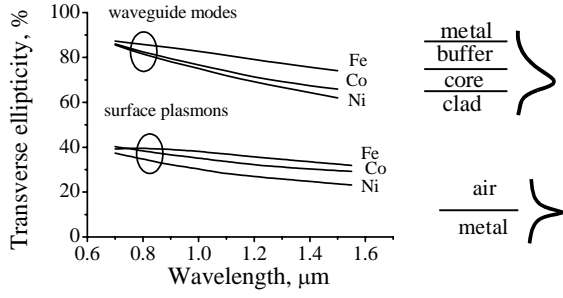 waveguide modes
100
80
60
40
20
0
Transverse ellipticity, %
Fe
Co
Ni
surface plasmons
Fe
Co
Ni
0.6 0.8 1.0 1.2 1.4 1.6
Wavelength, μm
metal
buffer
core
clad
air
metal